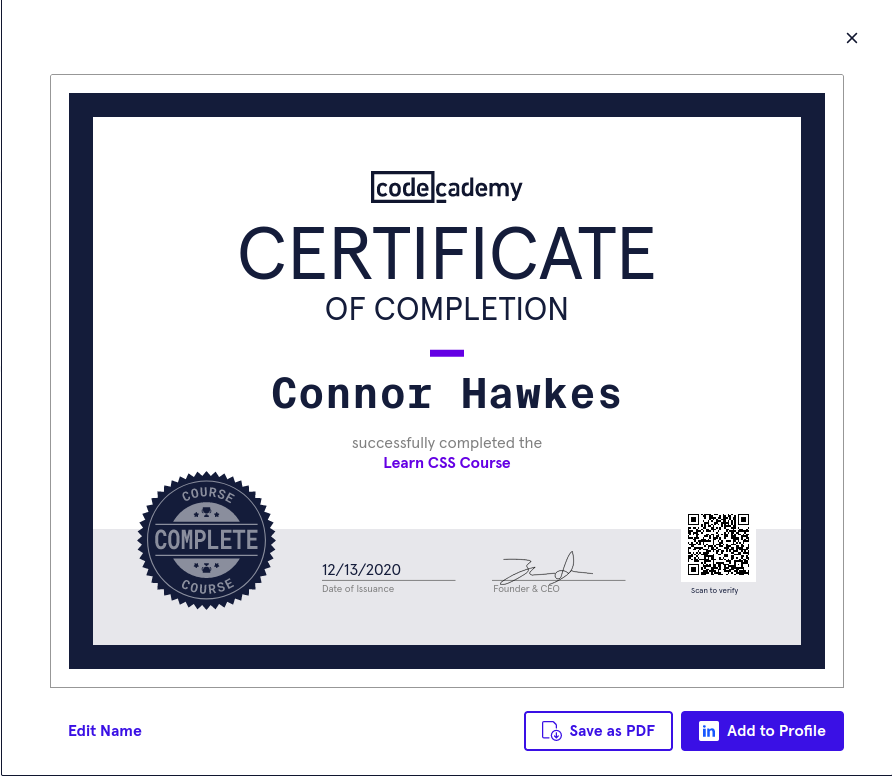 codecademy
CERTIFICATE
OF COMPLETION
Connor Hawkes
successfully completed the
Learn CSS Course
COURSE
COMPLETE
COURSE
12/13/2020
Date of Issuance
Founder & CEO
Scan to verify
Edit Name
Save as PDF
in Add to Profile